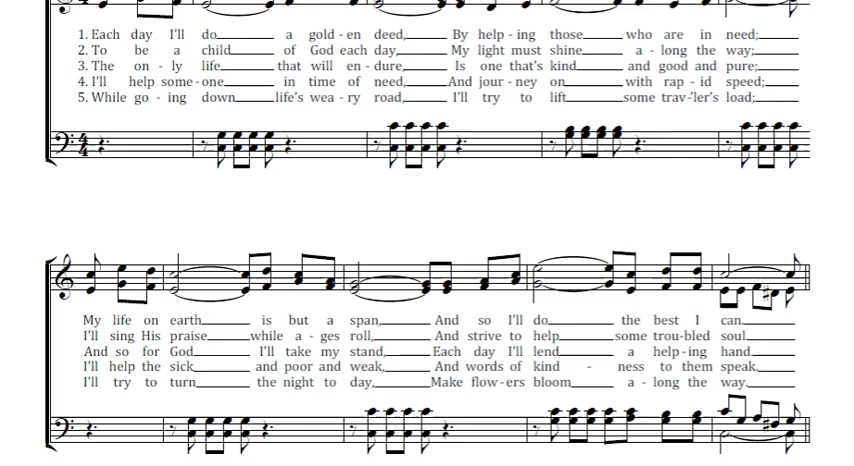 1. Each day I'll do a gold - en deed, By help - ing those who are in need;
2. To be a child of God each day, My light must shine a - long the way;
3. The on - ly life that will en - dure, Is one that's kind and good and pure;
4. I'll help some - one in time of need, And jour - ney on with rap - id speed;
5. While go - ing down life's wea - ry road, I'll try to lift some trav-'ler's load;
My life on earth is but a span, And so I'll do the best I can.
I'll sing His praise while a - ges roll, And strive to help some trou-bled soul.
And so for God I'll take my stand, Each day I'll lend a help-ing hand.
I'll help the sick and poor and weak, And words of kind - ness to them speak.
I'll try to turn the night to day, Make flow-ers bloom a - long the way.